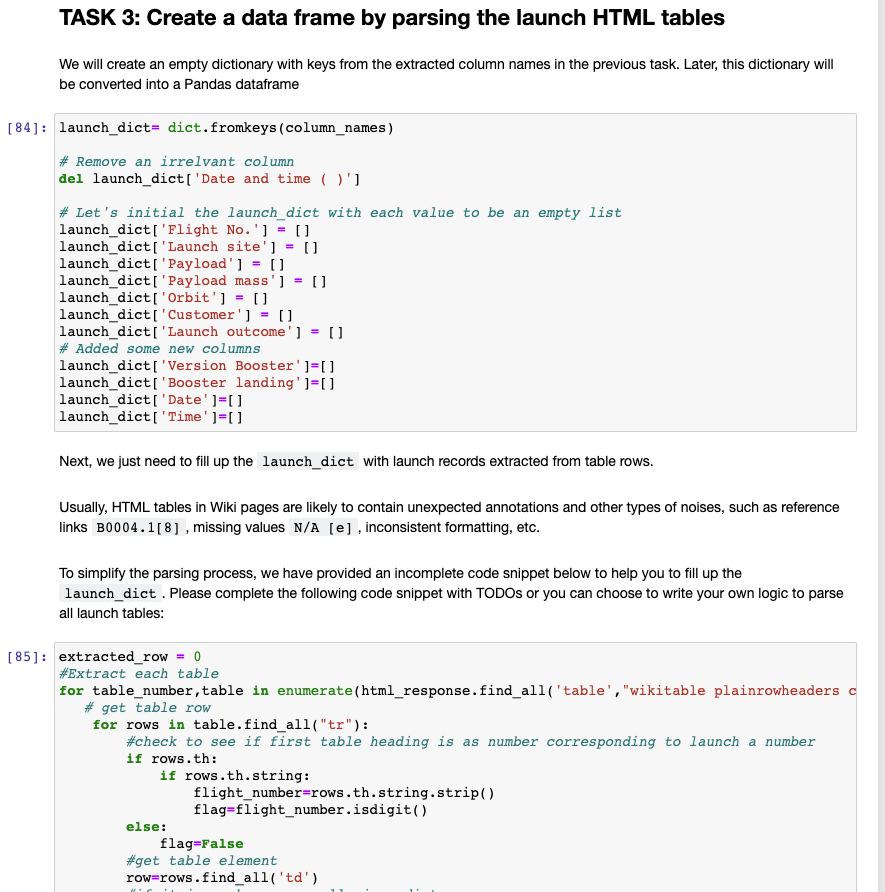 TASK 3: Create a data frame by parsing the launch HTML tables
We will create an empty dictionary with keys from the extracted column names in the previous task. Later, this dictionary will
be converted into a Pandas dataframe
[84]: launch_dict= dict.fromkeys(column_names)
# Remove an irrelvant column
del launch_dict['Date and time ( )']
# Let's initial the launch_dict with each value to be an empty list
launch_dict['Flight No.'] = []
launch_dict['Launch site'] = []
launch_dict['Payload'] = []
launch_dict['Payload mass'] = []
launch_dict['Orbit'] = []
launch_dict['Customer'] = []
launch_dict['Launch outcome'] = []
# Added some new columns
launch_dict['Version Booster']=[]
launch_dict['Booster landing']=[]
launch_dict['Date']=[]
launch_dict['Time']=[]
Next, we just need to fill up the launch_dict with launch records extracted from table rows.
Usually, HTML tables in Wiki pages are likely to contain unexpected annotations and other types of noises, such as reference
links B0004.1[8] , missing values N/A [e] , inconsistent formatting, etc.
To simplify the parsing process, we have provided an incomplete code snippet below to help you to fill up the
launch_dict . Please complete the following code snippet with TODOs or you can choose to write your own logic to parse
all launch tables:
[85]: extracted_row = 0
#Extract each table
for table_number,table in enumerate(html_response.find_all('table',"wikitable plainrowheaders c
# get table row
for rows in table.find_all("tr"):
#check to see if first table heading is as number corresponding to launch a number
if rows.th:
if rows.th.string:
flight_number=rows.th.string.strip()
flag=flight_number.isdigit()
else:
flag=False
#get table element
row=rows.find_all('td')